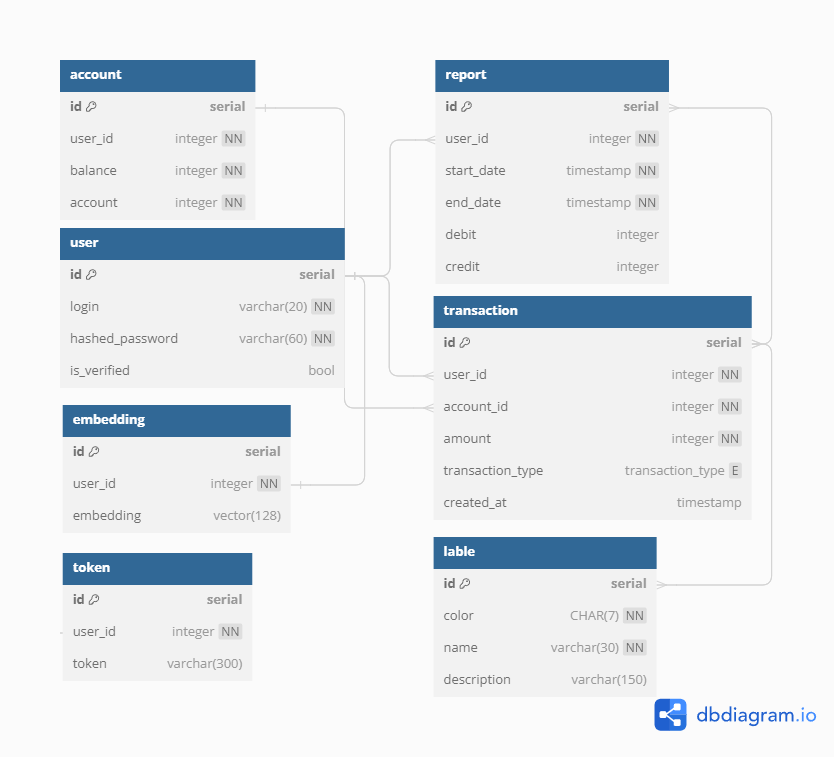 account
id serial
user_id integer NN
balance integer NN
account integer NN
user
id serial
login varchar(20) NN
hashed_password varchar(60) NN
is_verified bool
embedding
id serial
user_id integer NN
embedding vector(128)
token
id serial
user_id integer NN
token varchar(300)
report
id serial
user_id integer NN
start_date timestamp NN
end_date timestamp NN
debit integer
credit integer
transaction
id serial
user_id integer NN
account_id integer NN
amount integer NN
transaction_type transaction_type E
created_at timestamp
lable
id serial
color CHAR(7) NN
name varchar(30) NN
description varchar(150)
dbdiagram.io